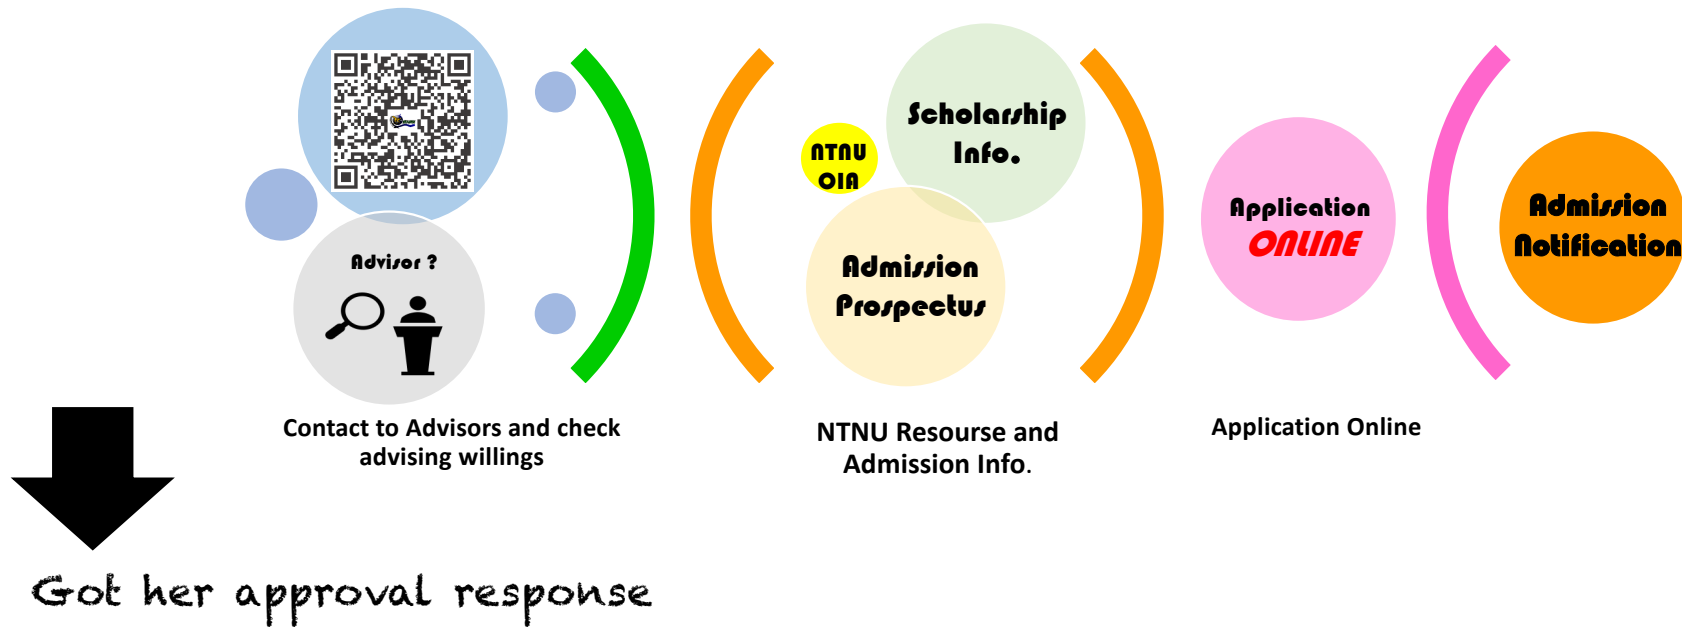 Advisor ?
Contact to Advisors and check
advising willings
NTNU
OIA
Scholarship
Info.
Admission
Prospectus
NTNU Resourse and
Admission Info.
Application
ONLINE
Application Online
Admission
Notification
Got her approval response